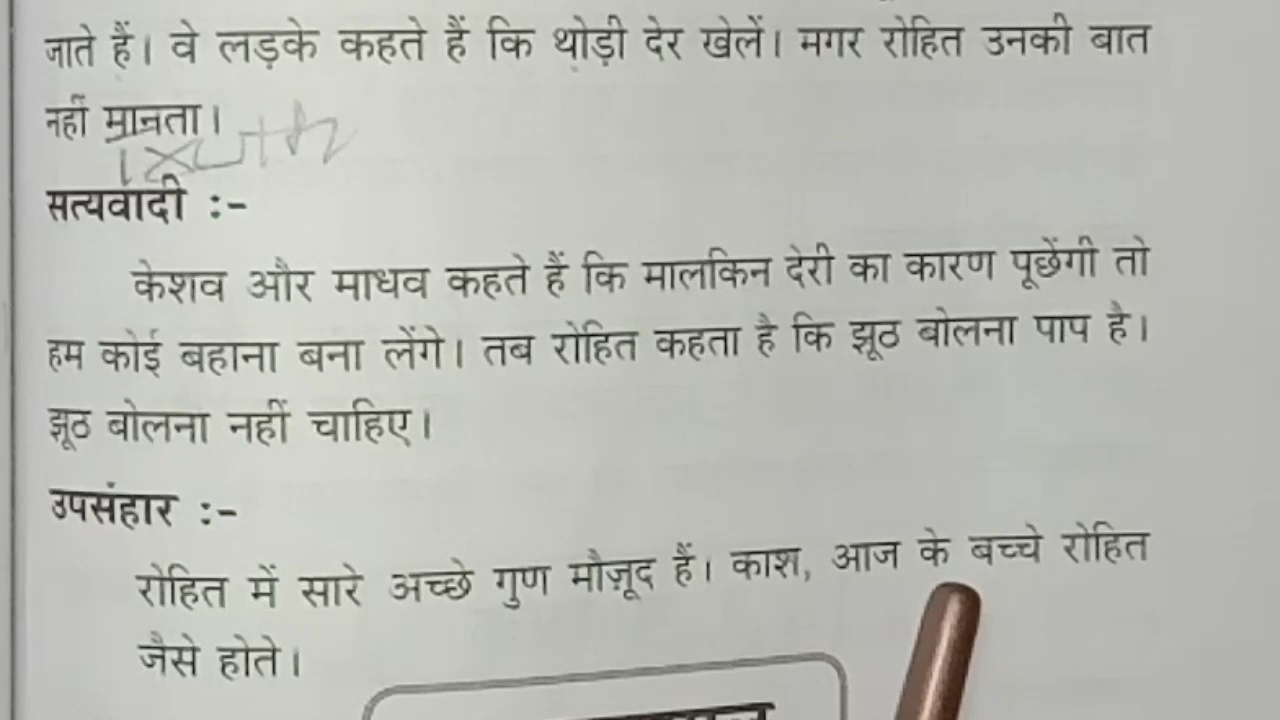 जाते हैं। वे लड़के कहते हैं कि थोड़ी देर खेलें। मगर रोहित उनकी बात
नहीं मानता।
सत्यवादी :-
केशव और माधव कहते हैं कि मालकिन देरी का कारण पूछेंगी तो
हम कोई बहाना बना लेंगे। तब रोहित कहता है कि झूठ बोलना पाप है।
झूठ बोलना नहीं चाहिए।
उपसंहार :-
रोहित में सारे अच्छे गुण मौज़ूद हैं। काश, आज के बच्चे रोहित
जैसे होते।